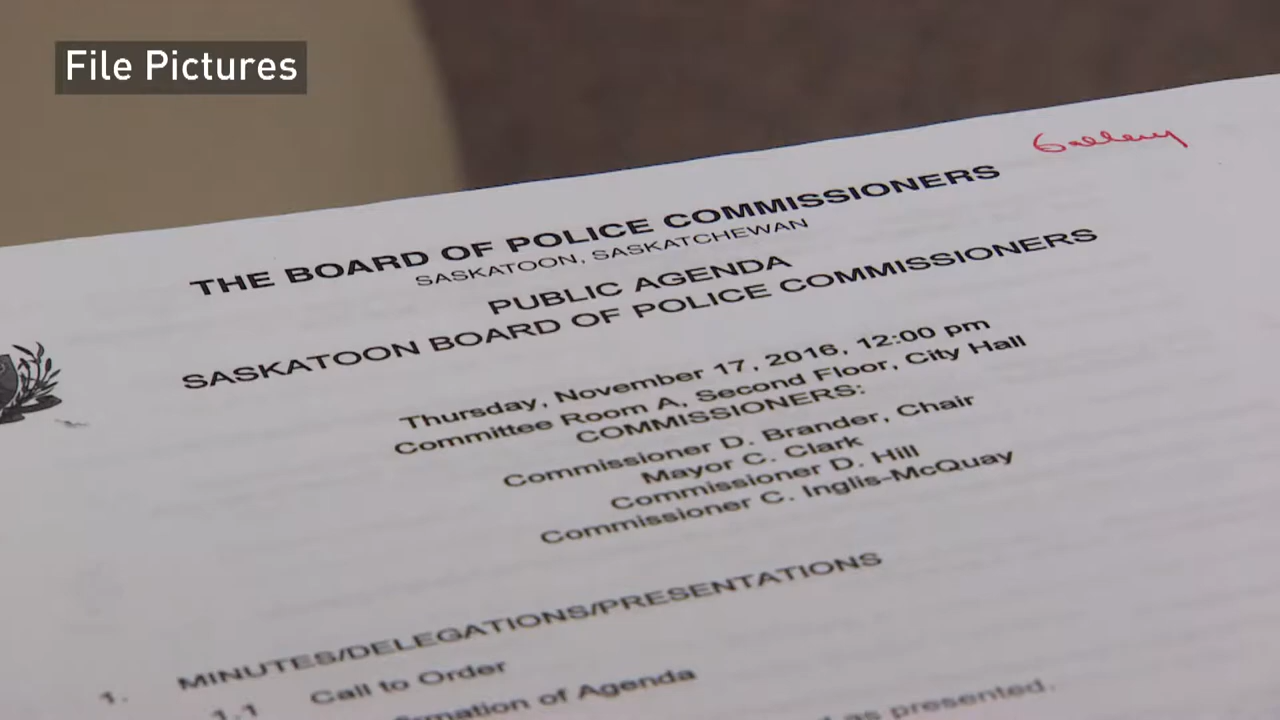 File Pictures
Gallery
THE BOARD OF POLICE COMMISSIONERS
SASKATOON, SASKATCHEWAN
PUBLIC AGENDA
SASKATOON BOARD OF POLICE COMMISSIONERS
Thursday, November 17, 2016, 12:00 pm
Committee Room A, Second Floor, City Hall
COMMISSIONERS:
Commissioner D. Brander, Chair
Mayor C. Clark
Commissioner D. Hill
Commissioner C. Inglis-McQuay
1. MINUTES/DELEGATIONS/PRESENTATIONS
1.1 Call to Order
of Agenda
as presented.